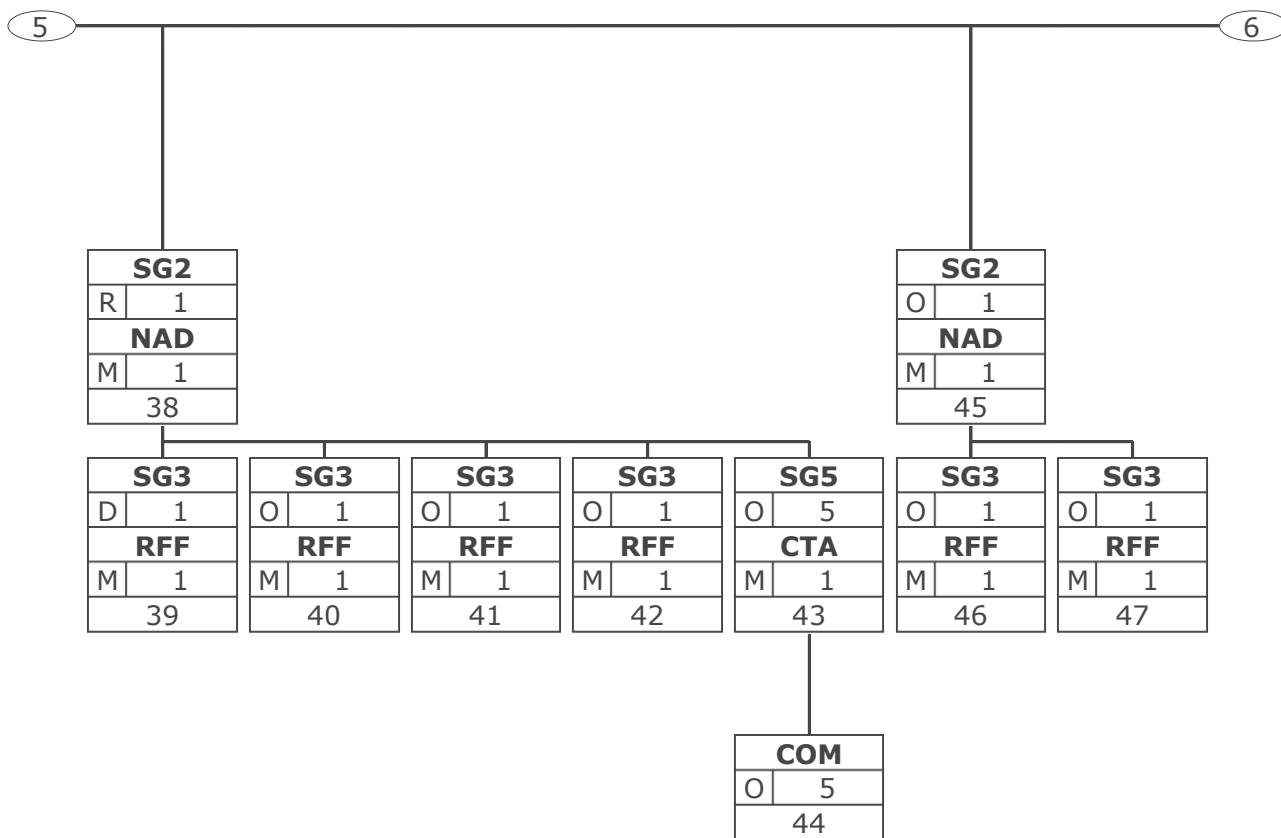 5 6
SG2 SG2
R 1 O 1
NAD NAD
M 1 M 1
38 45
SG3 SG3 SG3 SG3 SG5 SG3 SG3
D 1 O 1 O 1 O 1 O 5 O 1 O 1
RFF RFF RFF RFF CTA RFF RFF
M 1 M 1 M 1 M 1 M 1 M 1 M 1
39 40 41 42 43 46 47
COM
O 5
44